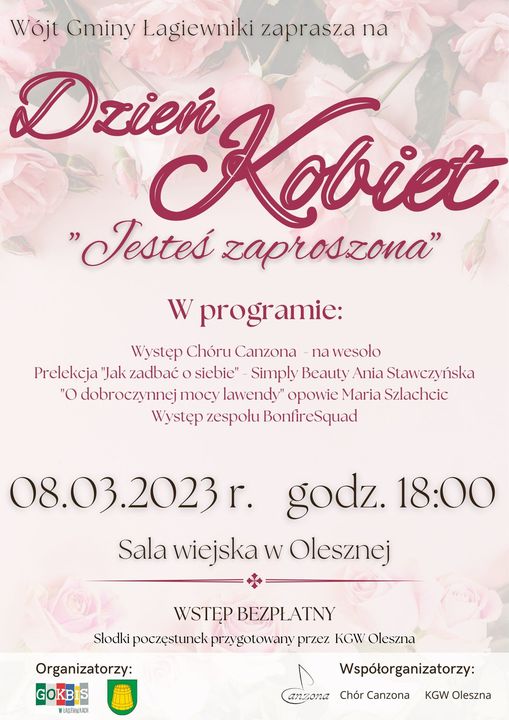 Wójt Gminy Łagiewniki zaprasza na
Dzień
Kobiet
"Jesteś zaproszona"
W programie:
Występ Chóru Canzona - na wesoło
Prelekcja "Jak zadbać o siebie" - Simply Beauty Ania Stawczyńska
"O dobroczynnej mocy lawendy" opowie Maria Szlachcic
Występ zespołu BonfireSquad
08.03.2023 r. godz. 18:00
Sala wiejska w Olesznej
WSTĘP BEZPŁATNY
Słodki poczęstunek przygotowany przez KGW Oleszna
Organizatorzy:
GOKBIS
W ŁAGIEWNIKACH
Współorganizatorzy:
Canzona
Chór Canzona KGW Oleszna